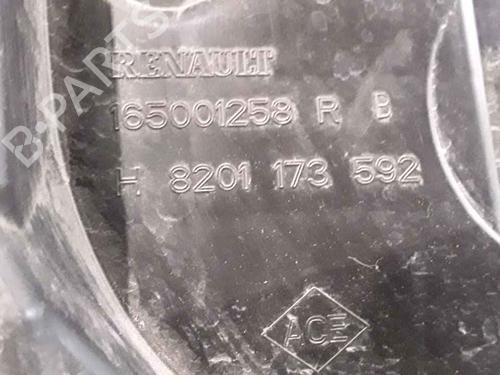 B-PARTS
RENAULT
165001258 R B
H 8201 173 592
ACE